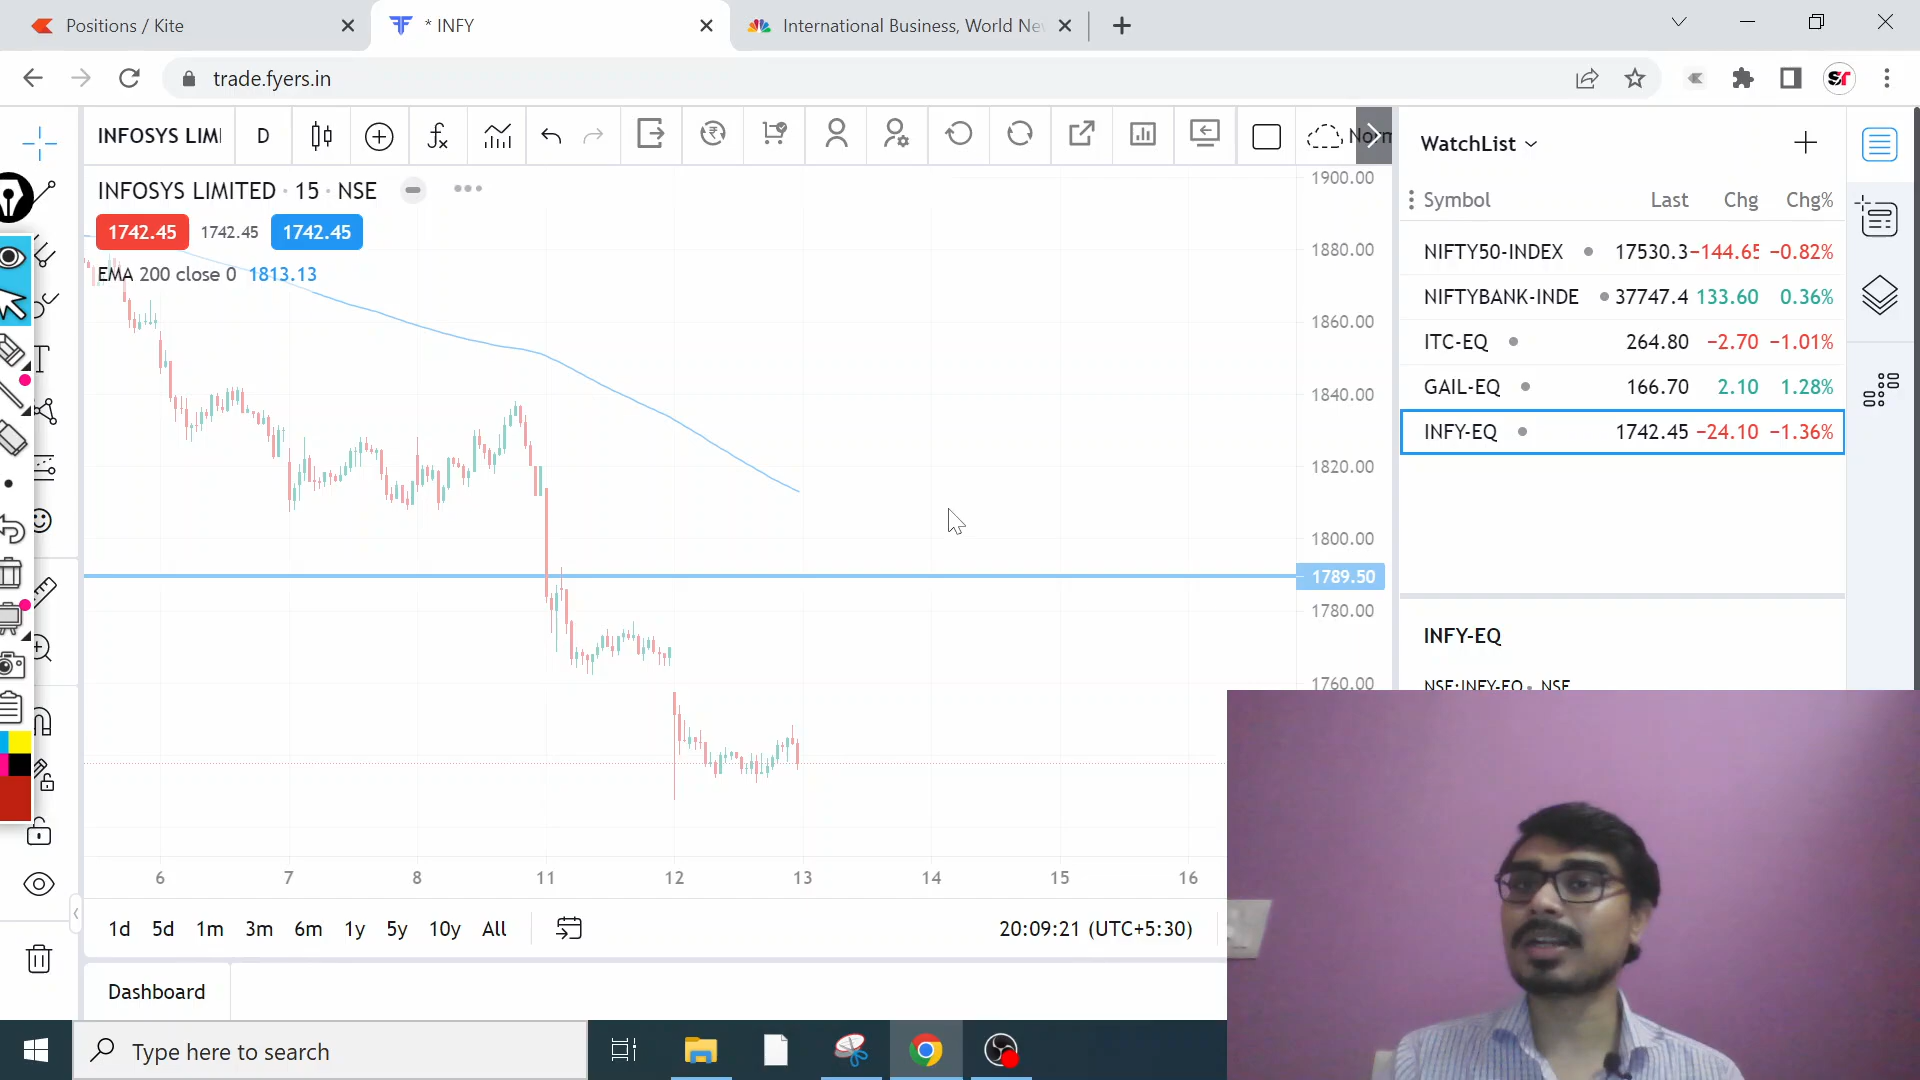 Positions / Kite
* INFY
International Business, World Ne
trade.fyers.in
INFOSYS LIMI
D
Norm
INFOSYS LIMITED · 15 · NSE
1742.45
1742.45
1742.45
EMA 200 close 0 1813.13
1900.00
1880.00
1860.00
1840.00
1820.00
1800.00
1789.50
1780.00
1760.00
6 7 8 11 12 13 14 15 16
1d 5d 1m 3m 6m 1y 5y 10y All
20:09:21 (UTC+5:30)
Dashboard
WatchList
Symbol Last Chg Chg%
NIFTY50-INDEX 17530.3 −144.65 −0.82%
NIFTYBANK-INDE 37747.4 133.60 0.36%
ITC-EQ 264.80 −2.70 −1.01%
GAIL-EQ 166.70 2.10 1.28%
INFY-EQ 1742.45 −24.10 −1.36%
INFY-EQ
NSE:INFY-EQ • NSE
Type here to search